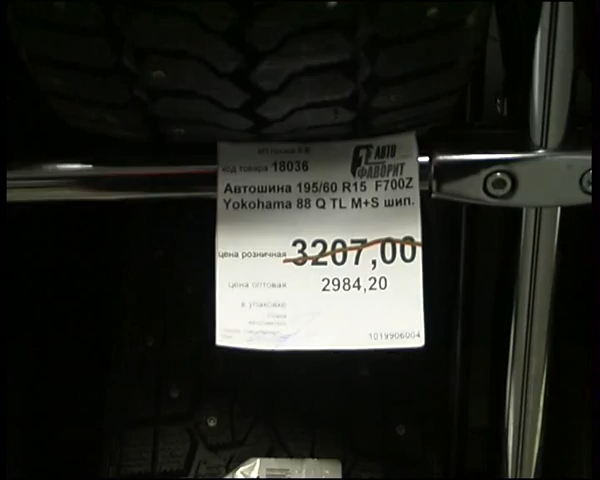 код товара 18036
АВТО
ФАВОРИТ
Автошина 195/60 R15 F700Z
Yokohama 88 Q TL M+S шип.
цена розничная 3207,00
цена оптовая 2984,20
в упаковке
1019906004